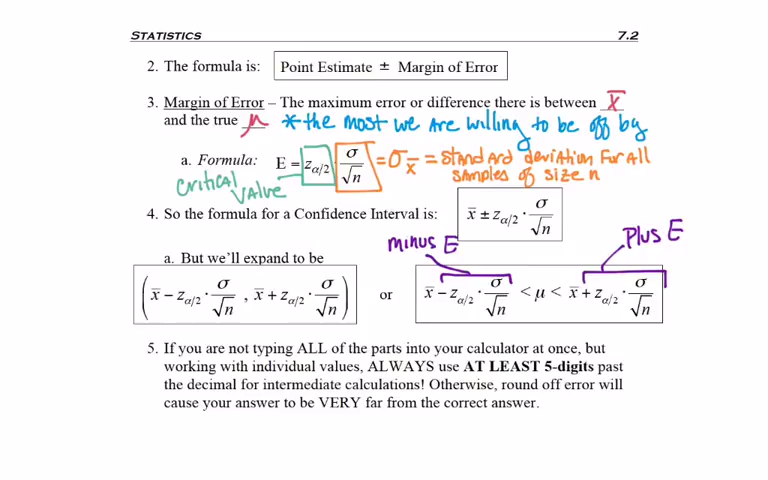 STATISTICS 7.2
2. The formula is: Point Estimate ± Margin of Error
3. Margin of Error – The maximum error or difference there is between x̄
and the true μ * the most we are willing to be off by
a. Formula: E = z_{α/2} · σ/√n = σ_x̄ = standard deviation for all
samples of size n
critical value
4. So the formula for a Confidence Interval is: x̄ ± z_{α/2} · σ/√n
minus E plus E
a. But we'll expand to be
(x̄ − z_{α/2} · σ/√n , x̄ + z_{α/2} · σ/√n) or x̄ − z_{α/2} · σ/√n < μ < x̄ + z_{α/2} · σ/√n
5. If you are not typing ALL of the parts into your calculator at once, but
working with individual values, ALWAYS use AT LEAST 5-digits past
the decimal for intermediate calculations! Otherwise, round off error will
cause your answer to be VERY far from the correct answer.